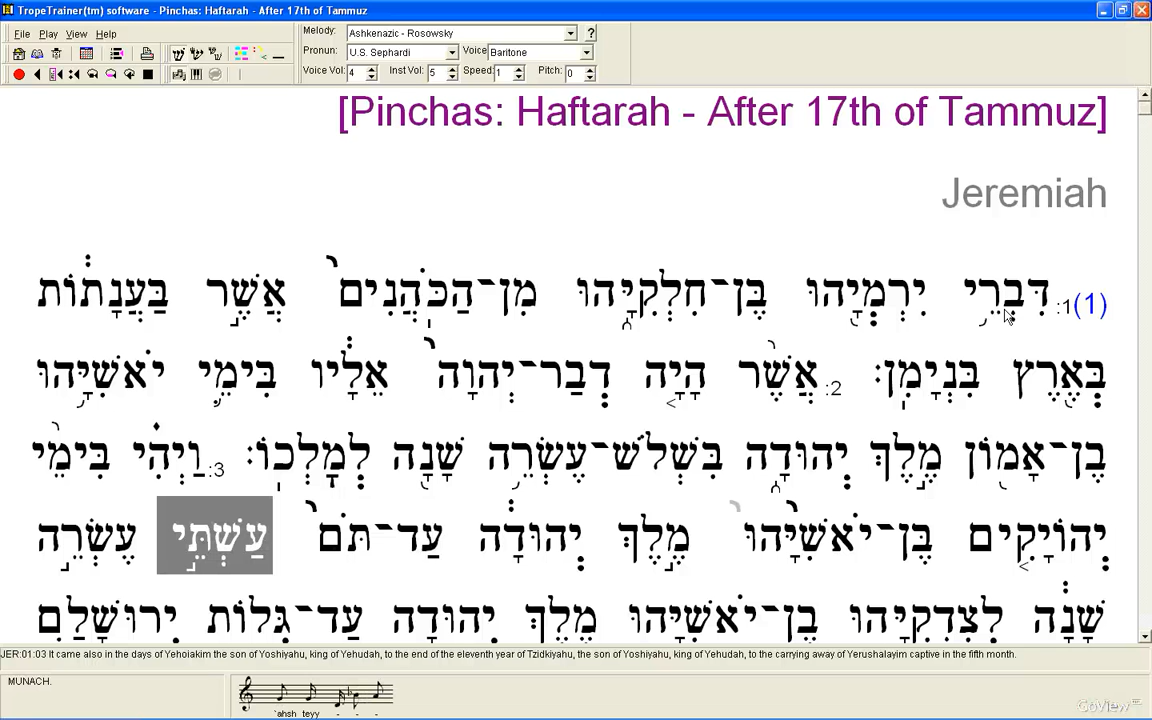 TropeTrainer(tm) software - Pinchas: Haftarah - After 17th of Tammuz
File Play View Help
Melody: Ashkenazic - Rosowsky ?
Pronun: U.S. Sephardi Voice Baritone
Voice Vol: 4 Inst Vol: 5 Speed: 1 Pitch: 0
[Pinchas: Haftarah - After 17th of Tammuz]
Jeremiah
(1) 1: דִּבְרֵ֥י יִרְמְיָ֖הוּ בֶּן־חִלְקִיָּ֑הוּ מִן־הַכֹּֽהֲנִים֙ אֲשֶׁ֣ר בַּעֲנָת֔וֹת
בְּאֶ֖רֶץ בִּנְיָמִֽן׃ 2: אֲשֶׁ֨ר הָיָ֤ה דְבַר־יְהוָה֙ אֵלָ֔יו בִּימֵ֛י יֹאשִׁיָּ֥הוּ
בֶן־אָמ֖וֹן מֶ֣לֶךְ יְהוּדָ֑ה בִּשְׁלֹשׁ־עֶשְׂרֵ֥ה שָׁנָ֖ה לְמָלְכֽוֹ׃ 3: וַיְהִ֗י בִּימֵ֨י
יְהוֹיָקִ֤ים בֶּן־יֹאשִׁיָּ֙הוּ֙ מֶ֣לֶךְ יְהוּדָ֔ה עַד־תֹּם֙ עַשְׁתֵּ֣י עֶשְׂרֵ֣ה
שָׁנָ֔ה לְצִדְקִיָּהוּ בֶן־יֹאשִׁיָּהוּ מֶלֶךְ יְהוּדָה עַד־גְּלוֹת יְרוּשָׁלִַם
JER:01:03 It came also in the days of Yehoiakim the son of Yoshiyahu, king of Yehudah, to the end of the eleventh year of Tzidkiyahu, the son of Yoshiyahu, king of Yehudah, to the carrying away of Yerushalayim captive in the fifth month.
MUNACH.
`ahsh teyy - - -
GoView